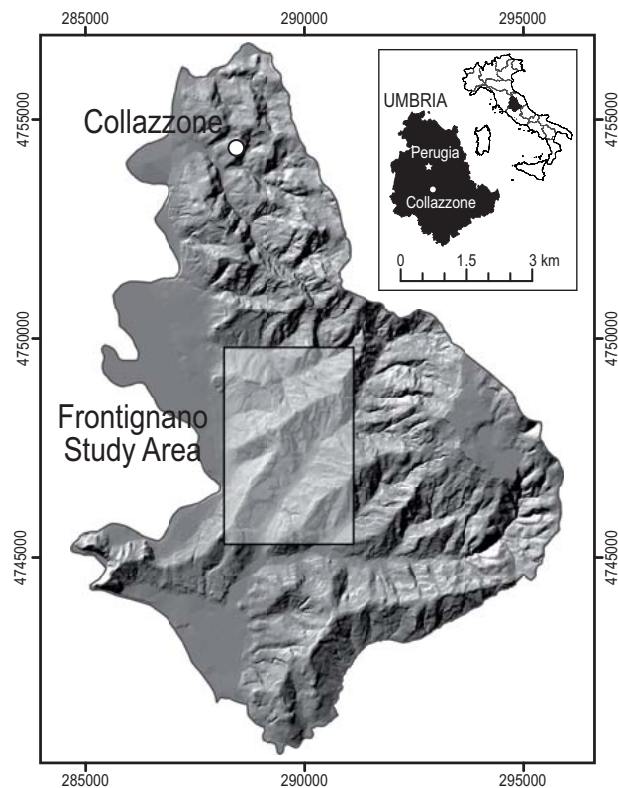 285000 290000 295000
4755000 4755000
Collazzone
UMBRIA
Perugia
Collazzone
0 1.5 3 km
4750000 4750000
Frontignano
Study Area
4745000 4745000
285000 290000 295000